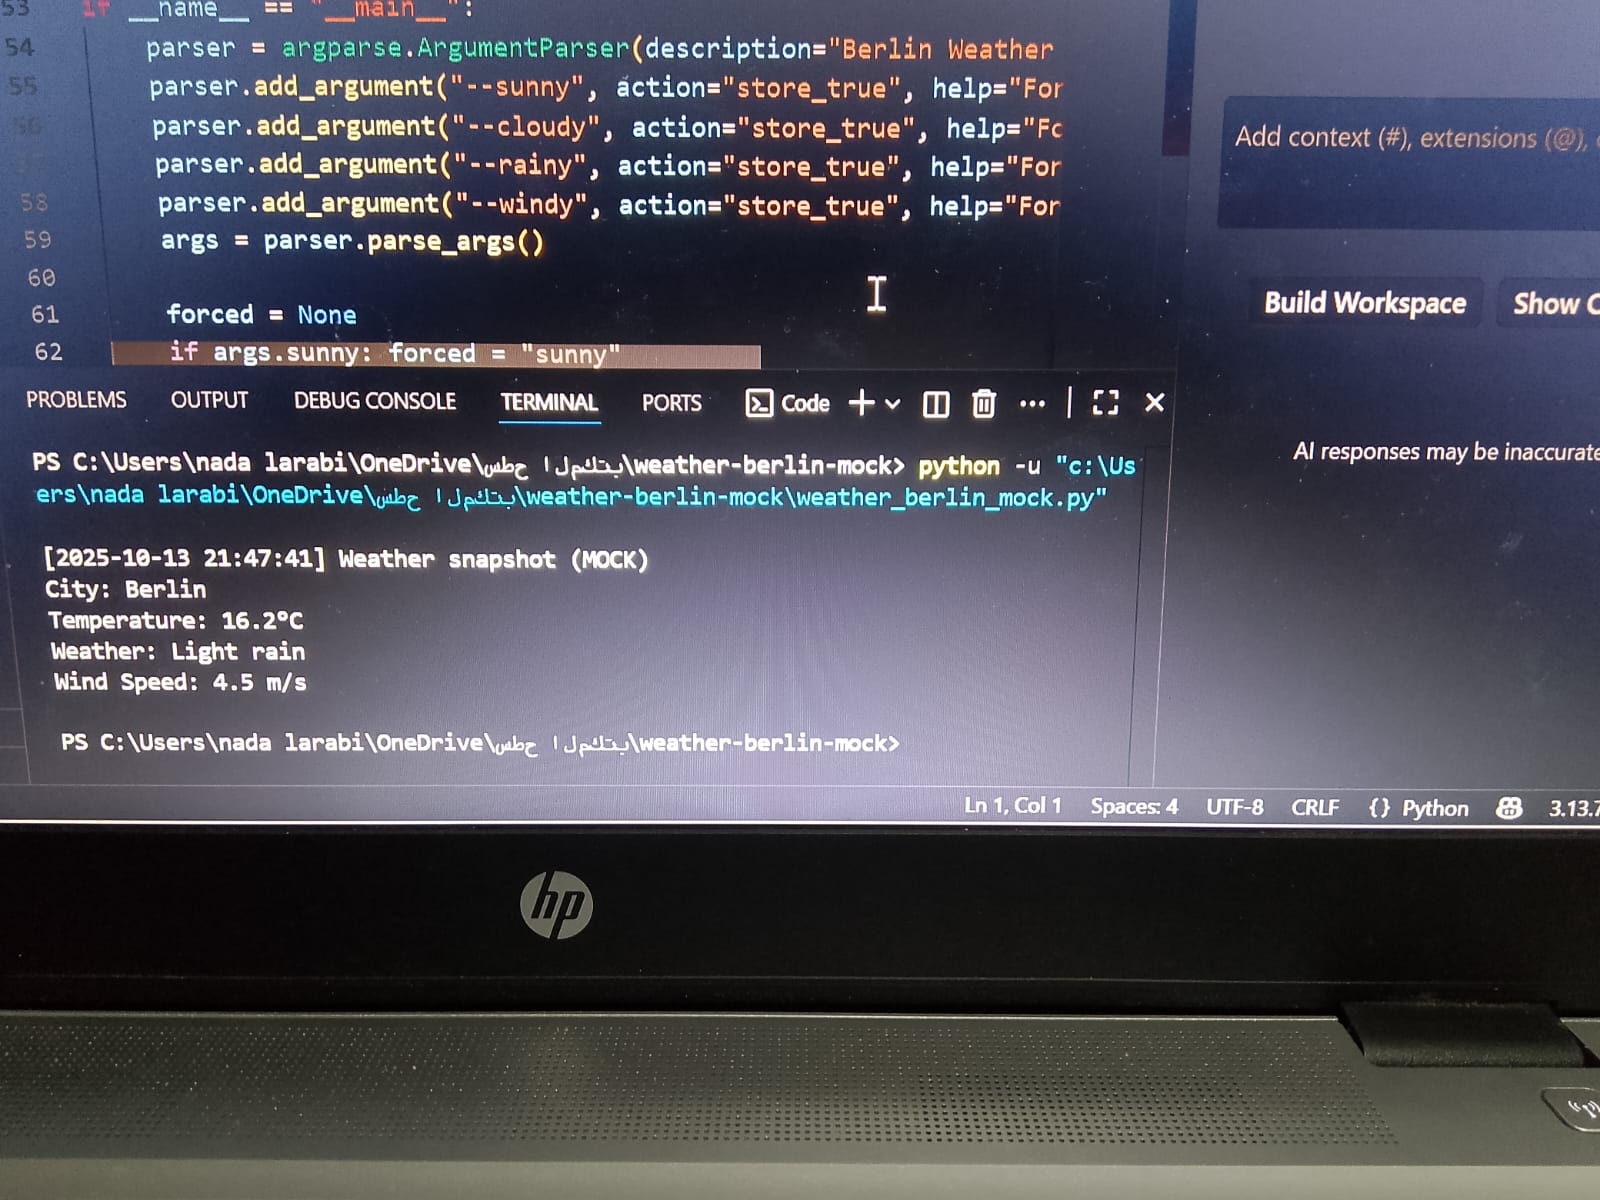 53 if __name__ == "__main__":
54 parser = argparse.ArgumentParser(description="Berlin Weather
55 parser.add_argument("--sunny", action="store_true", help="For
56 parser.add_argument("--cloudy", action="store_true", help="Fo
parser.add_argument("--rainy", action="store_true", help="For
58 parser.add_argument("--windy", action="store_true", help="For
59 args = parser.parse_args()
60
61 forced = None
62 if args.sunny: forced = "sunny"
Add context (#), extensions (@),
Build Workspace Show C
AI responses may be inaccurate
PROBLEMS OUTPUT DEBUG CONSOLE TERMINAL PORTS Code
PS C:\Users\nada larabi\OneDrive\سطح المكتب\weather-berlin-mock> python -u "c:\Us
ers\nada larabi\OneDrive\سطح المكتب\weather-berlin-mock\weather_berlin_mock.py"
[2025-10-13 21:47:41] Weather snapshot (MOCK)
City: Berlin
Temperature: 16.2°C
Weather: Light rain
Wind Speed: 4.5 m/s
PS C:\Users\nada larabi\OneDrive\سطح المكتب\weather-berlin-mock>
Ln 1, Col 1 Spaces: 4 UTF-8 CRLF {} Python 3.13.7
hp